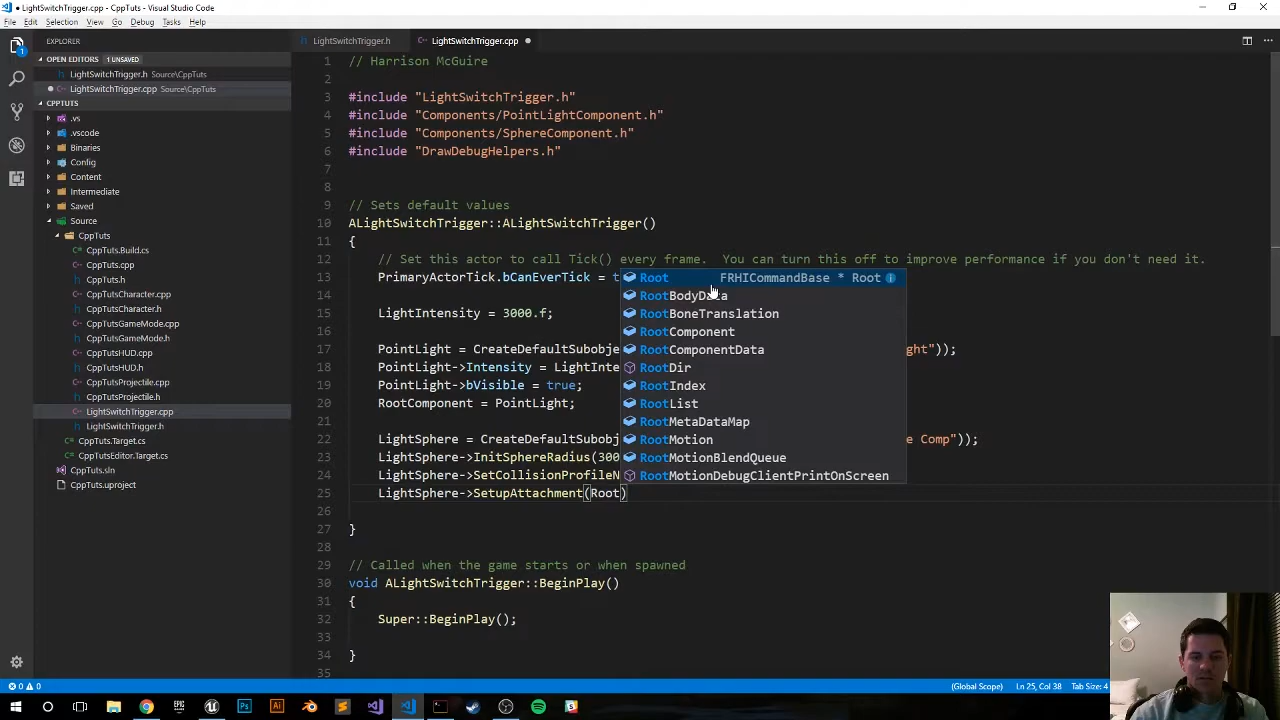 ● LightSwitchTrigger.cpp - CppTuts - Visual Studio Code
File Edit Selection View Go Debug Tasks Help
EXPLORER
LightSwitchTrigger.h
LightSwitchTrigger.cpp ●
OPEN EDITORS 1 UNSAVED
LightSwitchTrigger.h Source\CppTuts
● LightSwitchTrigger.cpp Source\CppTuts
CPPTUTS
.vs
.vscode
Binaries
Config
Content
Intermediate
Saved
Source
CppTuts
CppTuts.Build.cs
CppTuts.cpp
CppTuts.h
CppTutsCharacter.cpp
CppTutsCharacter.h
CppTutsGameMode.cpp
CppTutsGameMode.h
CppTutsHUD.cpp
CppTutsHUD.h
CppTutsProjectile.cpp
CppTutsProjectile.h
LightSwitchTrigger.cpp
LightSwitchTrigger.h
CppTuts.Target.cs
CppTutsEditor.Target.cs
CppTuts.sln
CppTuts.uproject
1 // Harrison McGuire
2
3 #include "LightSwitchTrigger.h"
4 #include "Components/PointLightComponent.h"
5 #include "Components/SphereComponent.h"
6 #include "DrawDebugHelpers.h"
7
8
9 // Sets default values
10 ALightSwitchTrigger::ALightSwitchTrigger()
11 {
12 // Set this actor to call Tick() every frame.  You can turn this off to improve performance if you don't need it.
13 PrimaryActorTick.bCanEverTick = t
14
15 LightIntensity = 3000.f;
16
17 PointLight = CreateDefaultSubobje ght"));
18 PointLight->Intensity = LightInte
19 PointLight->bVisible = true;
20 RootComponent = PointLight;
21
22 LightSphere = CreateDefaultSubobj e Comp"));
23 LightSphere->InitSphereRadius(300
24 LightSphere->SetCollisionProfileN
25 LightSphere->SetupAttachment(Root)
26
27 }
28
29 // Called when the game starts or when spawned
30 void ALightSwitchTrigger::BeginPlay()
31 {
32 Super::BeginPlay();
33
34 }
35
Root FRHICommandBase * Root
RootBodyData
RootBoneTranslation
RootComponent
RootComponentData
RootDir
RootIndex
RootList
RootMetaDataMap
RootMotion
RootMotionBlendQueue
RootMotionDebugClientPrintOnScreen
0 0 (Global Scope) Ln 25, Col 38 Tab Size: 4